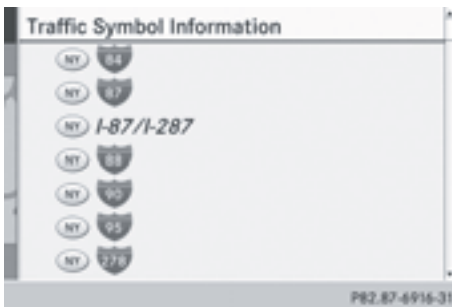 Traffic Symbol Information
NY 84
NY 87
NY I-87/I-287
NY 88
NY 90
NY 95
NY 278
P82.87-6916-31